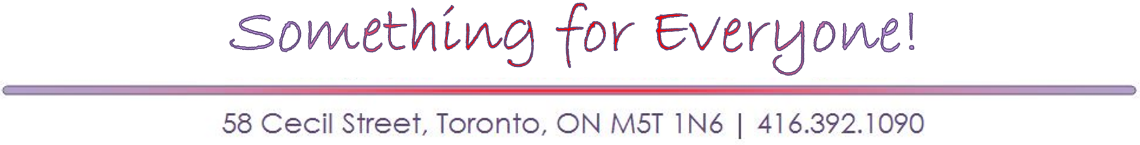 Something for Everyone!
58 Cecil Street, Toronto, ON M5T 1N6 | 416.392.1090